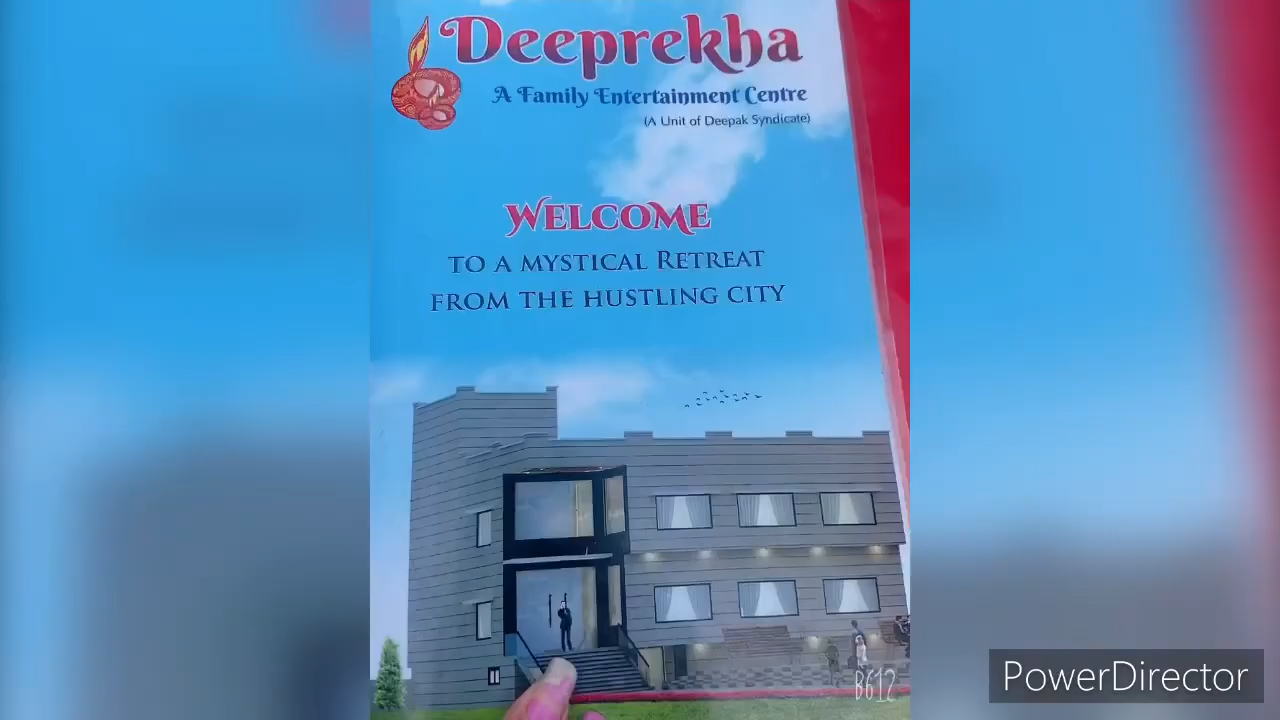 Deeprekha
A Family Entertainment Centre
(A Unit of Deepak Syndicate)
WELCOME
TO A MYSTICAL RETREAT
FROM THE HUSTLING CITY
B612
PowerDirector